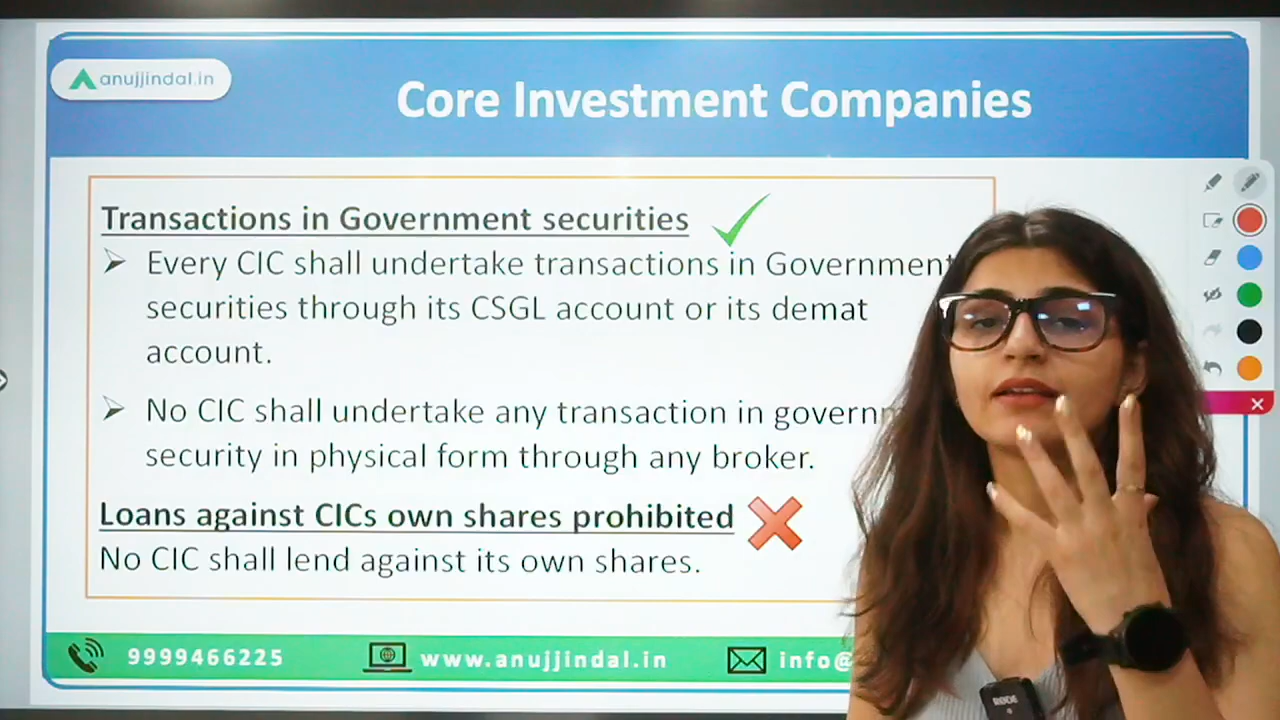 anujjindal.in
Core Investment Companies
Transactions in Government securities
Every CIC shall undertake transactions in Government
securities through its CSGL account or its demat
account.
No CIC shall undertake any transaction in govern
security in physical form through any broker.
Loans against CICs own shares prohibited
No CIC shall lend against its own shares.
9999466225
www.anujjindal.in
info@
RØDE